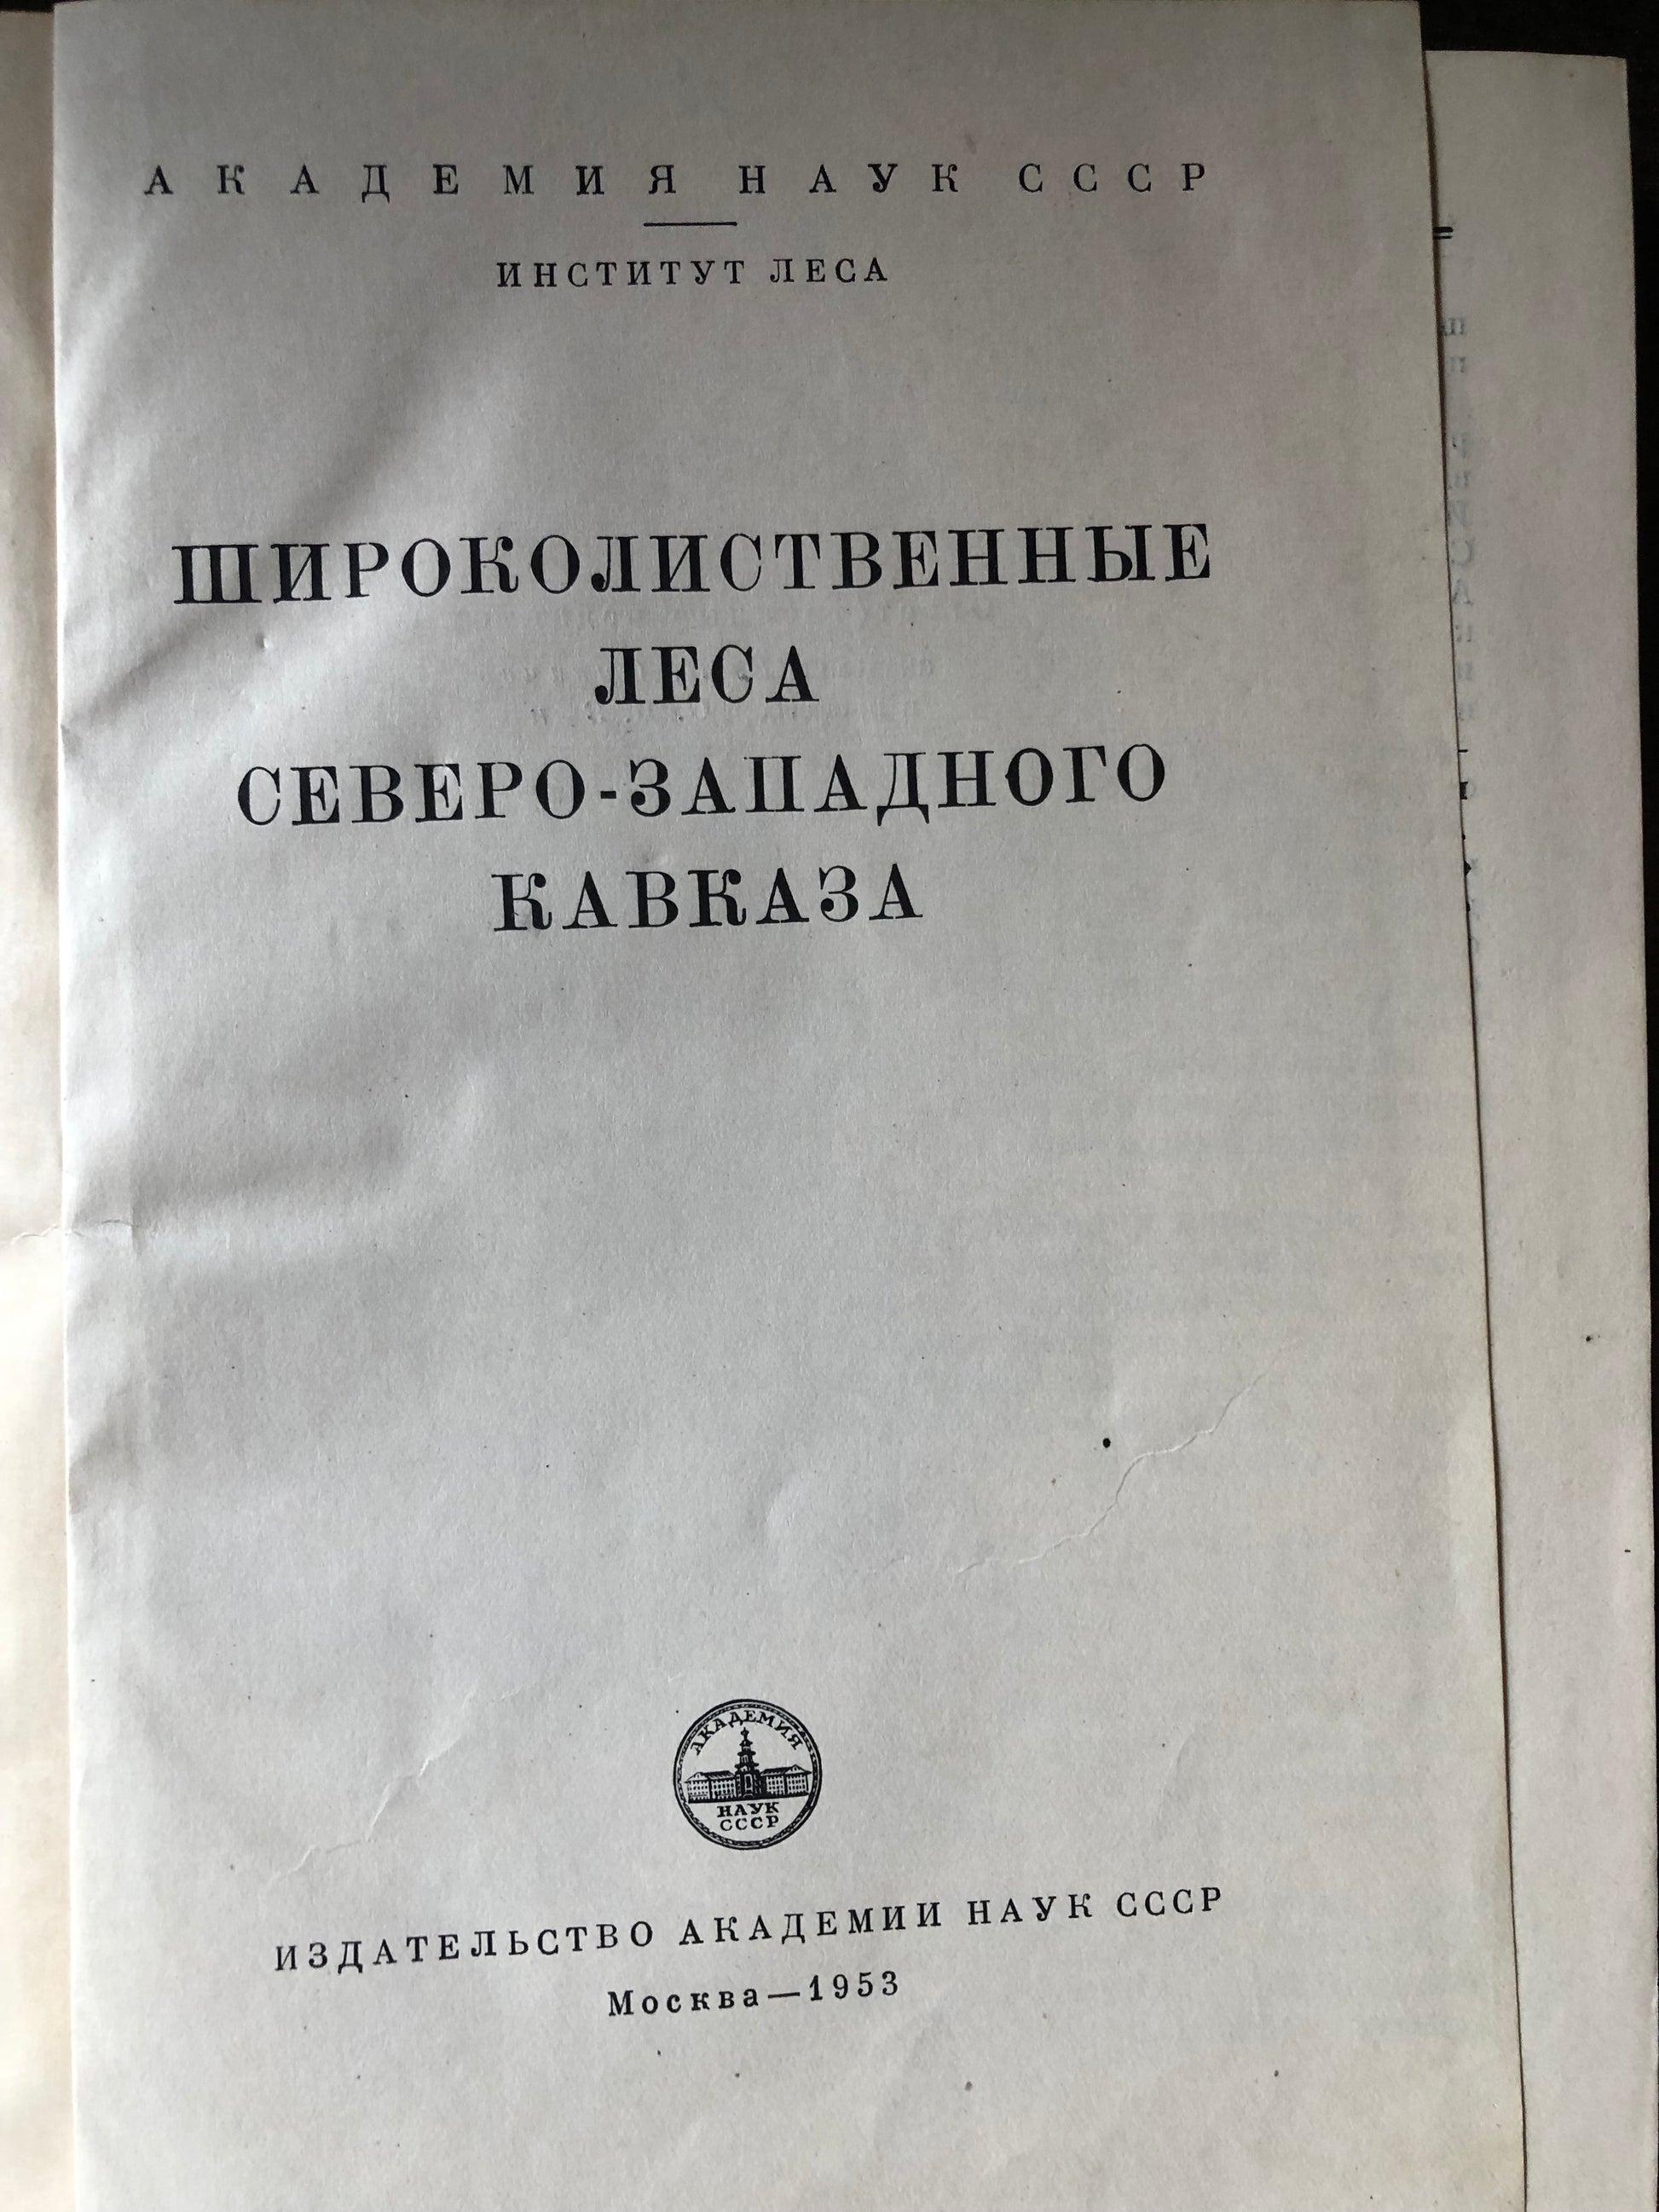 АКАДЕМИЯ НАУК СССР
ИНСТИТУТ ЛЕСА
ШИРОКОЛИСТВЕННЫЕ
ЛЕСА
СЕВЕРО-ЗАПАДНОГО
КАВКАЗА
АКАДЕМИЯ
НАУК
СССР
ИЗДАТЕЛЬСТВО АКАДЕМИИ НАУК СССР
Москва—1953